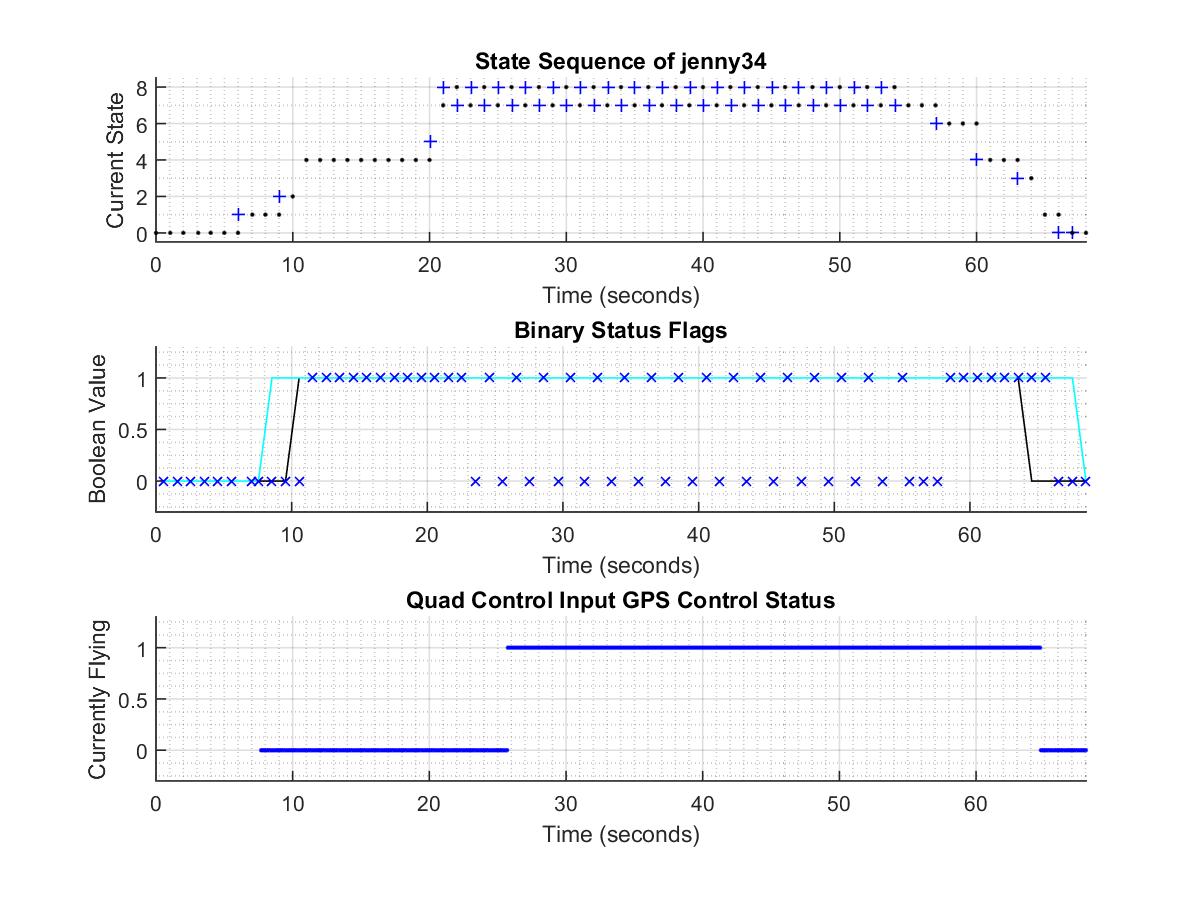 State Sequence of jenny34
Current State
8
6
4
2
0
0 10 20 30 40 50 60
Time (seconds)
Binary Status Flags
Boolean Value
1
0.5
0
0 10 20 30 40 50 60
Time (seconds)
Quad Control Input GPS Control Status
Currently Flying
1
0.5
0
0 10 20 30 40 50 60
Time (seconds)